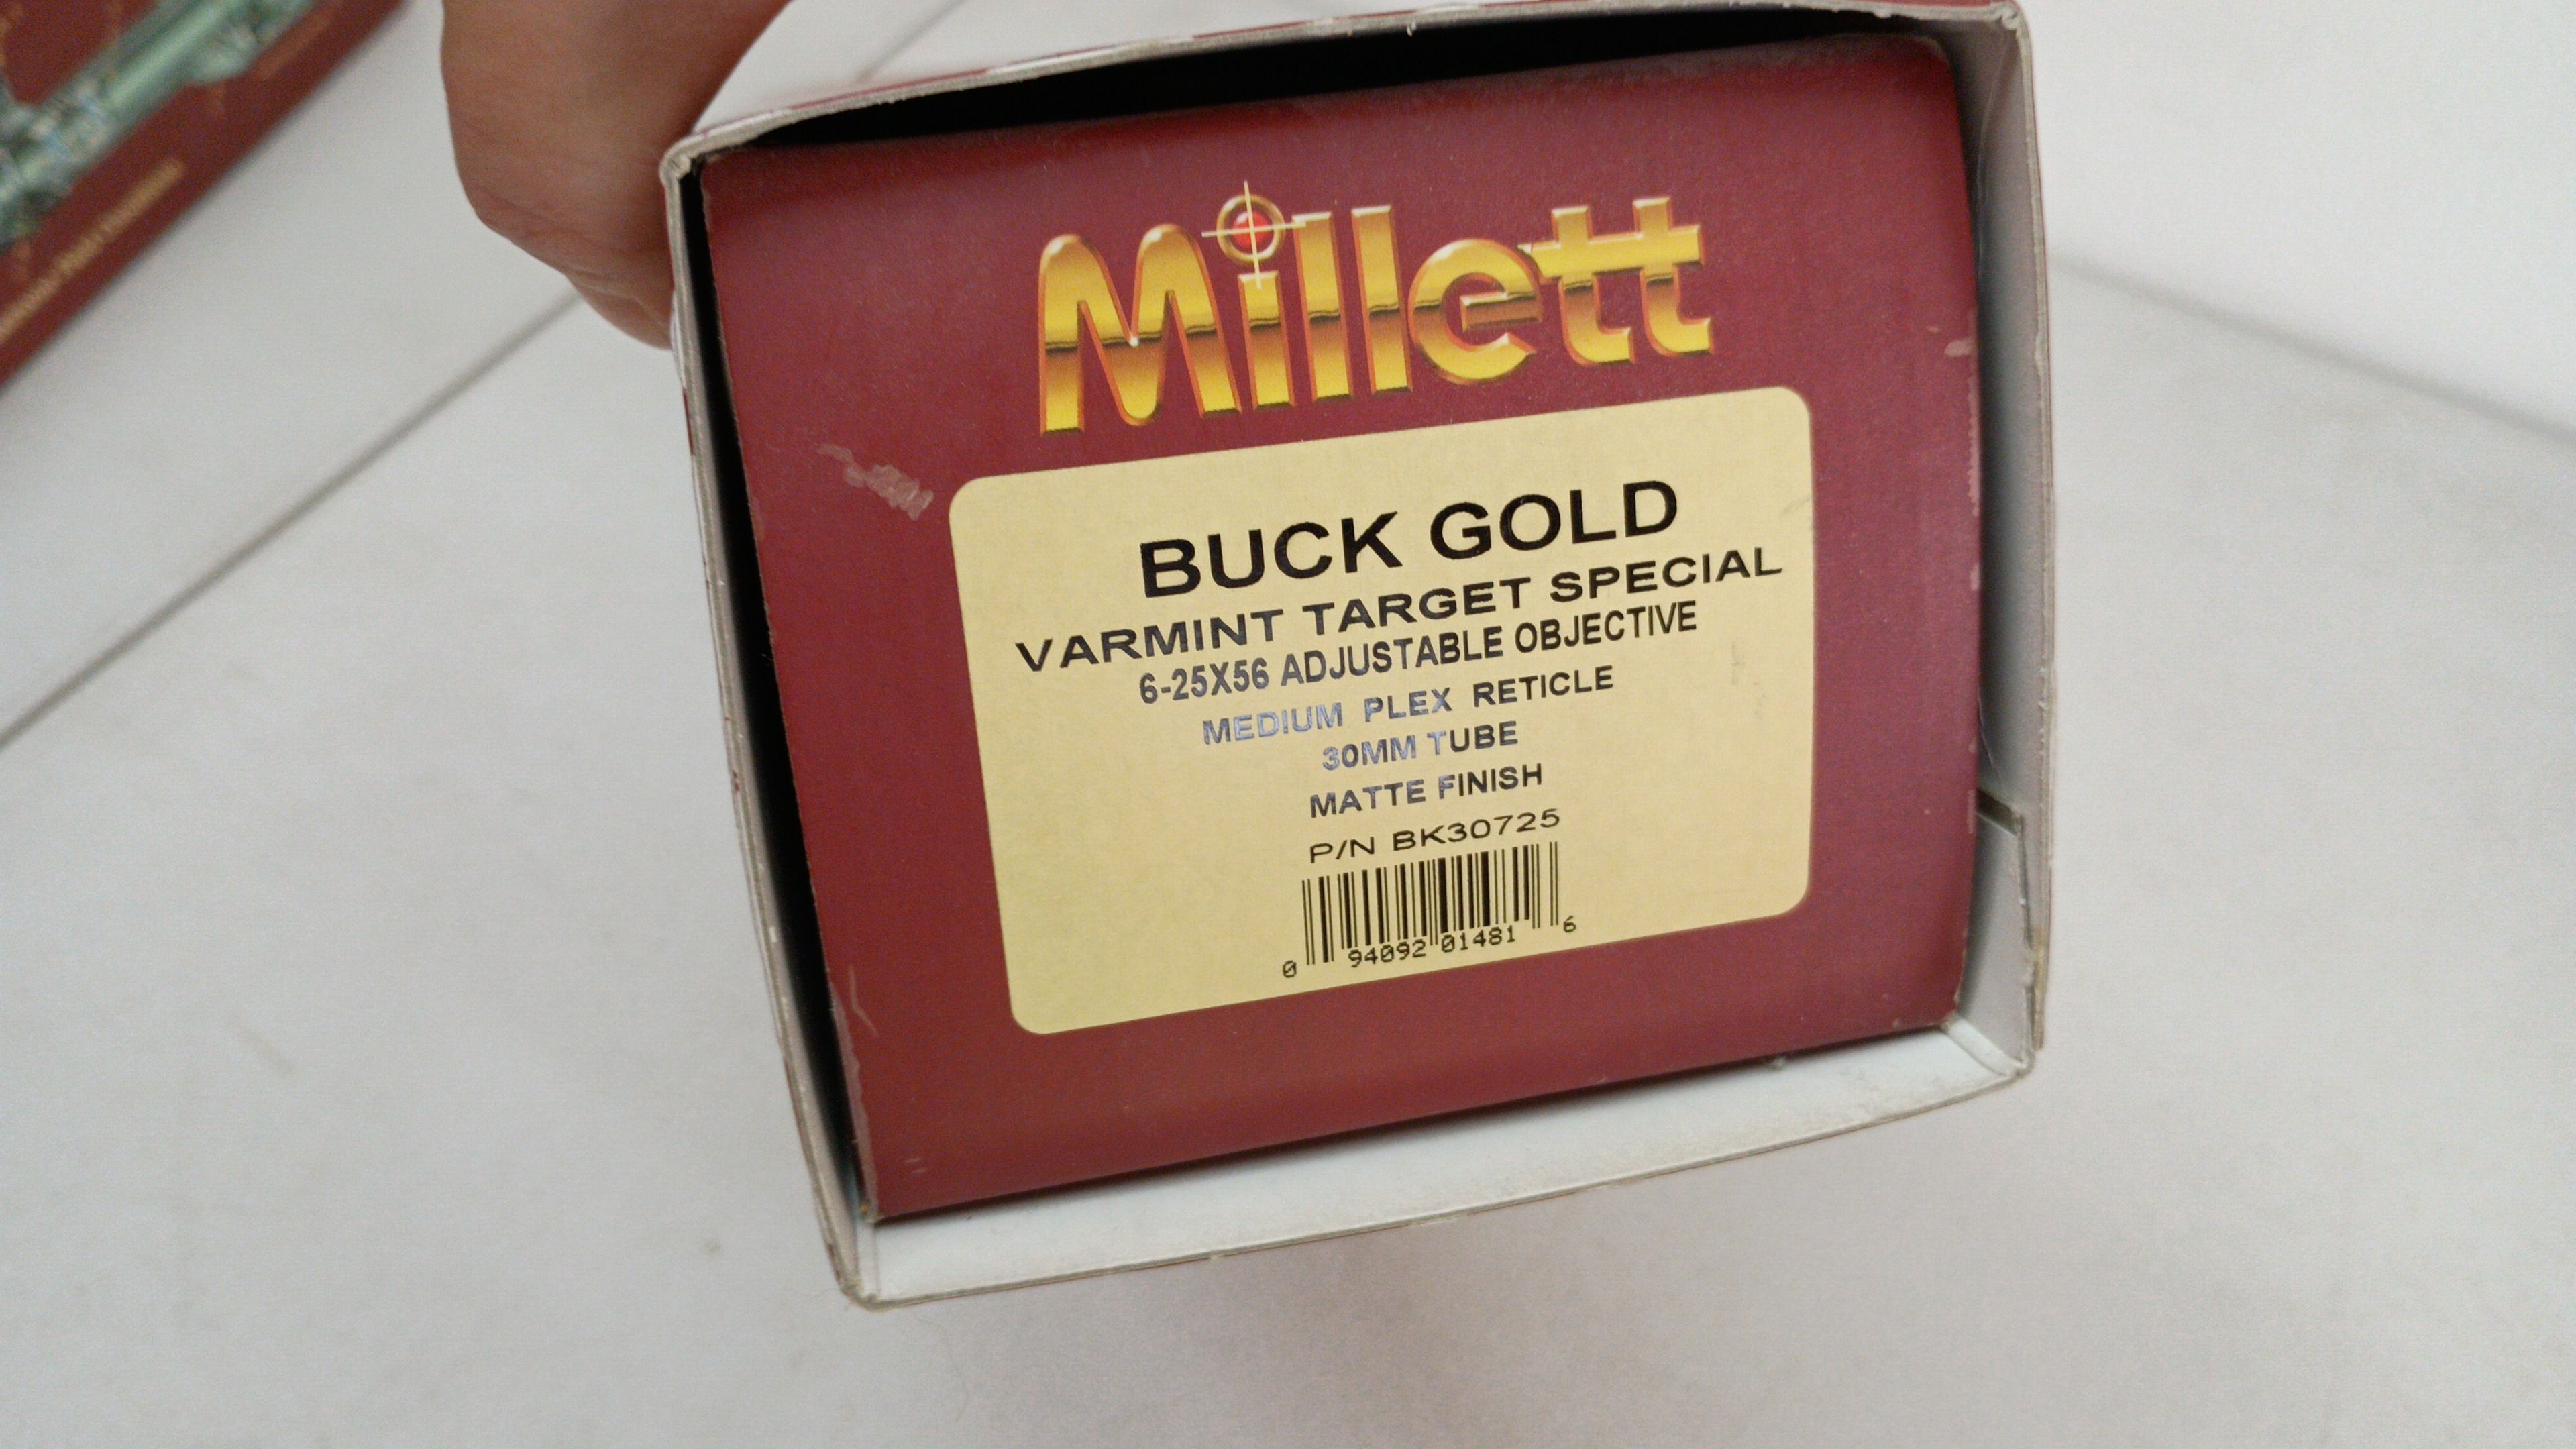 Millett
BUCK GOLD
VARMINT TARGET SPECIAL
6-25X56 ADJUSTABLE OBJECTIVE
MEDIUM PLEX RETICLE
30MM TUBE
MATTE FINISH
P/N BK30725
0 94092 01481 6